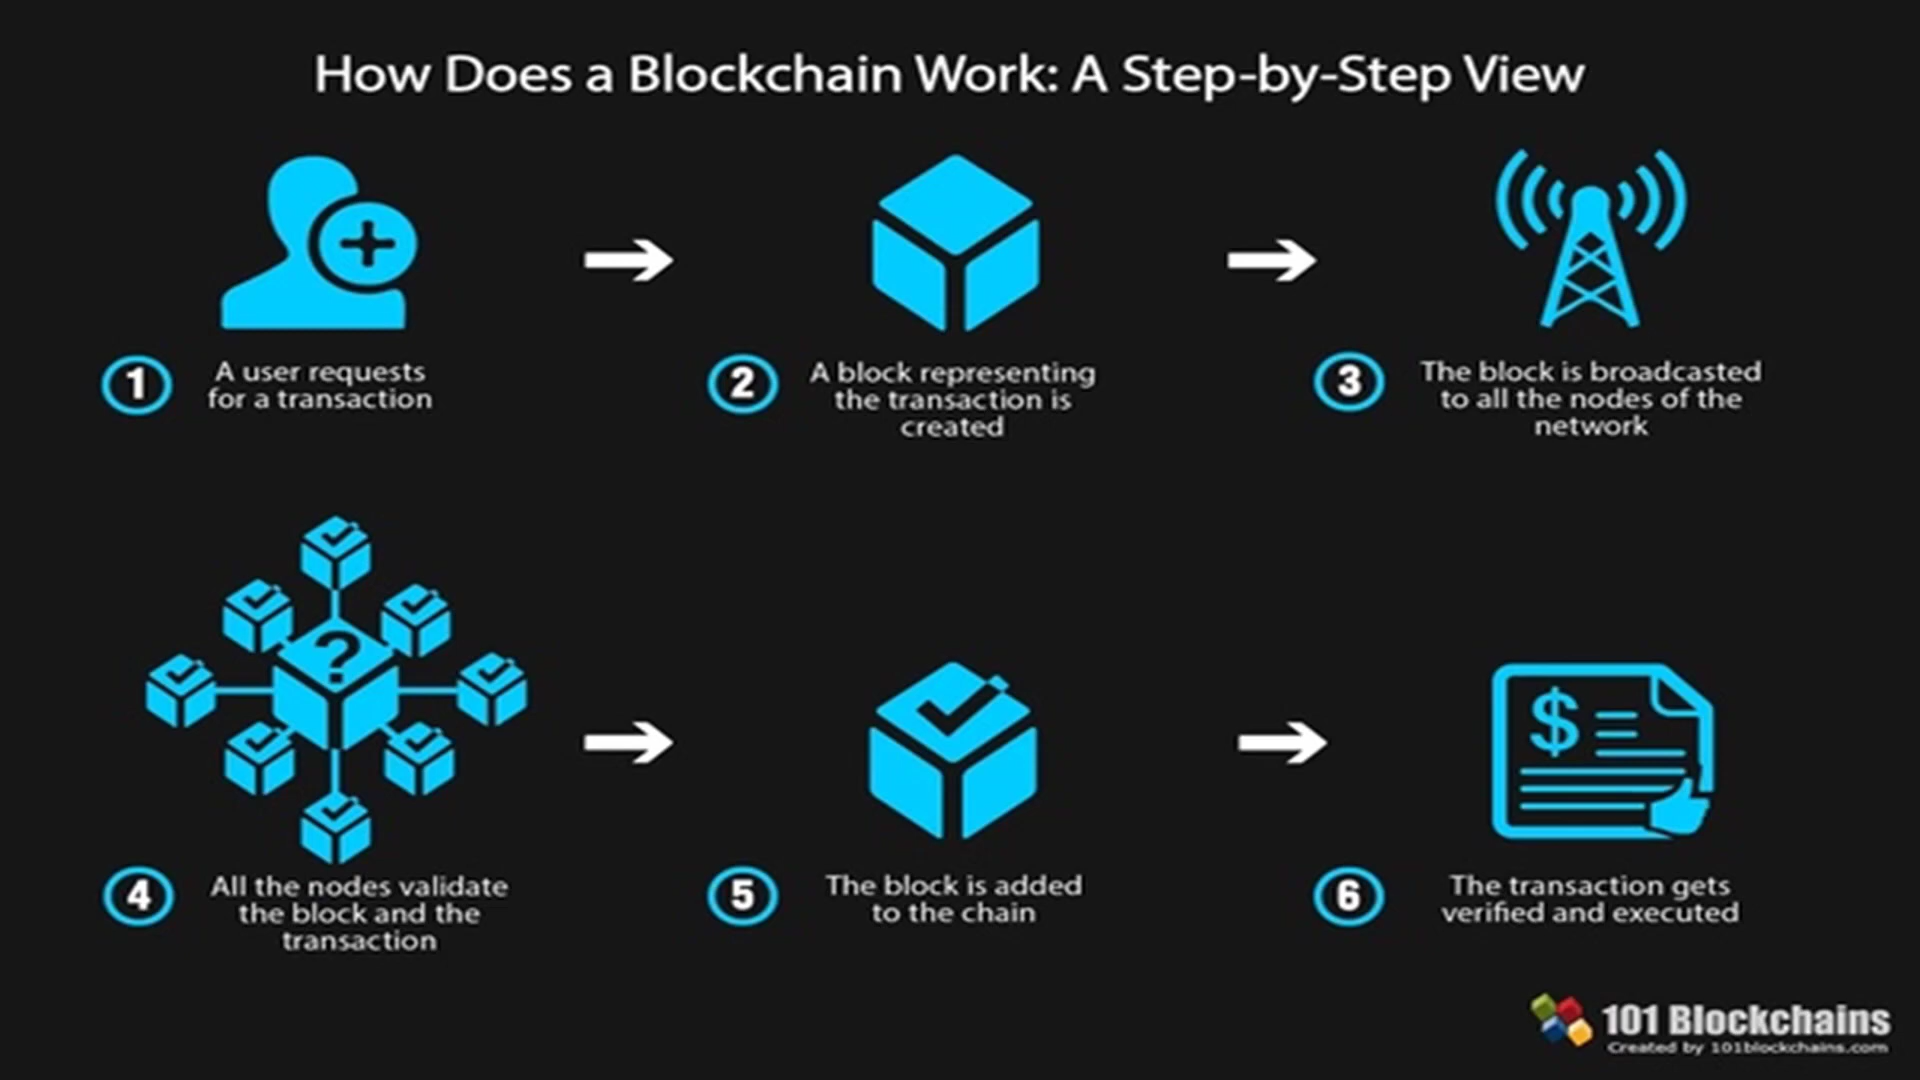 How Does a Blockchain Work: A Step-by-Step View
1
A user requests
for a transaction
2
A block representing
the transaction is
created
3
The block is broadcasted
to all the nodes of the
network
?
4
All the nodes validate
the block and the
transaction
5
The block is added
to the chain
$
6
The transaction gets
verified and executed
101 Blockchains
Created by 101blockchains.com